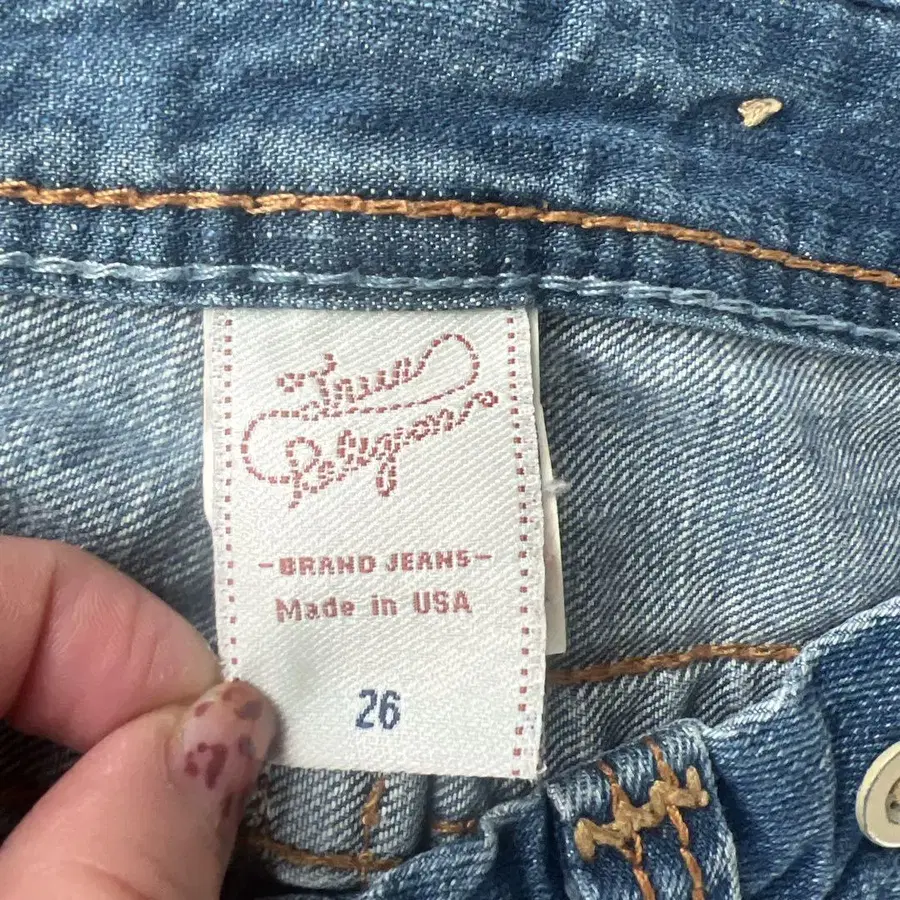 True
Religion
-BRAND JEANS-
Made in USA
26